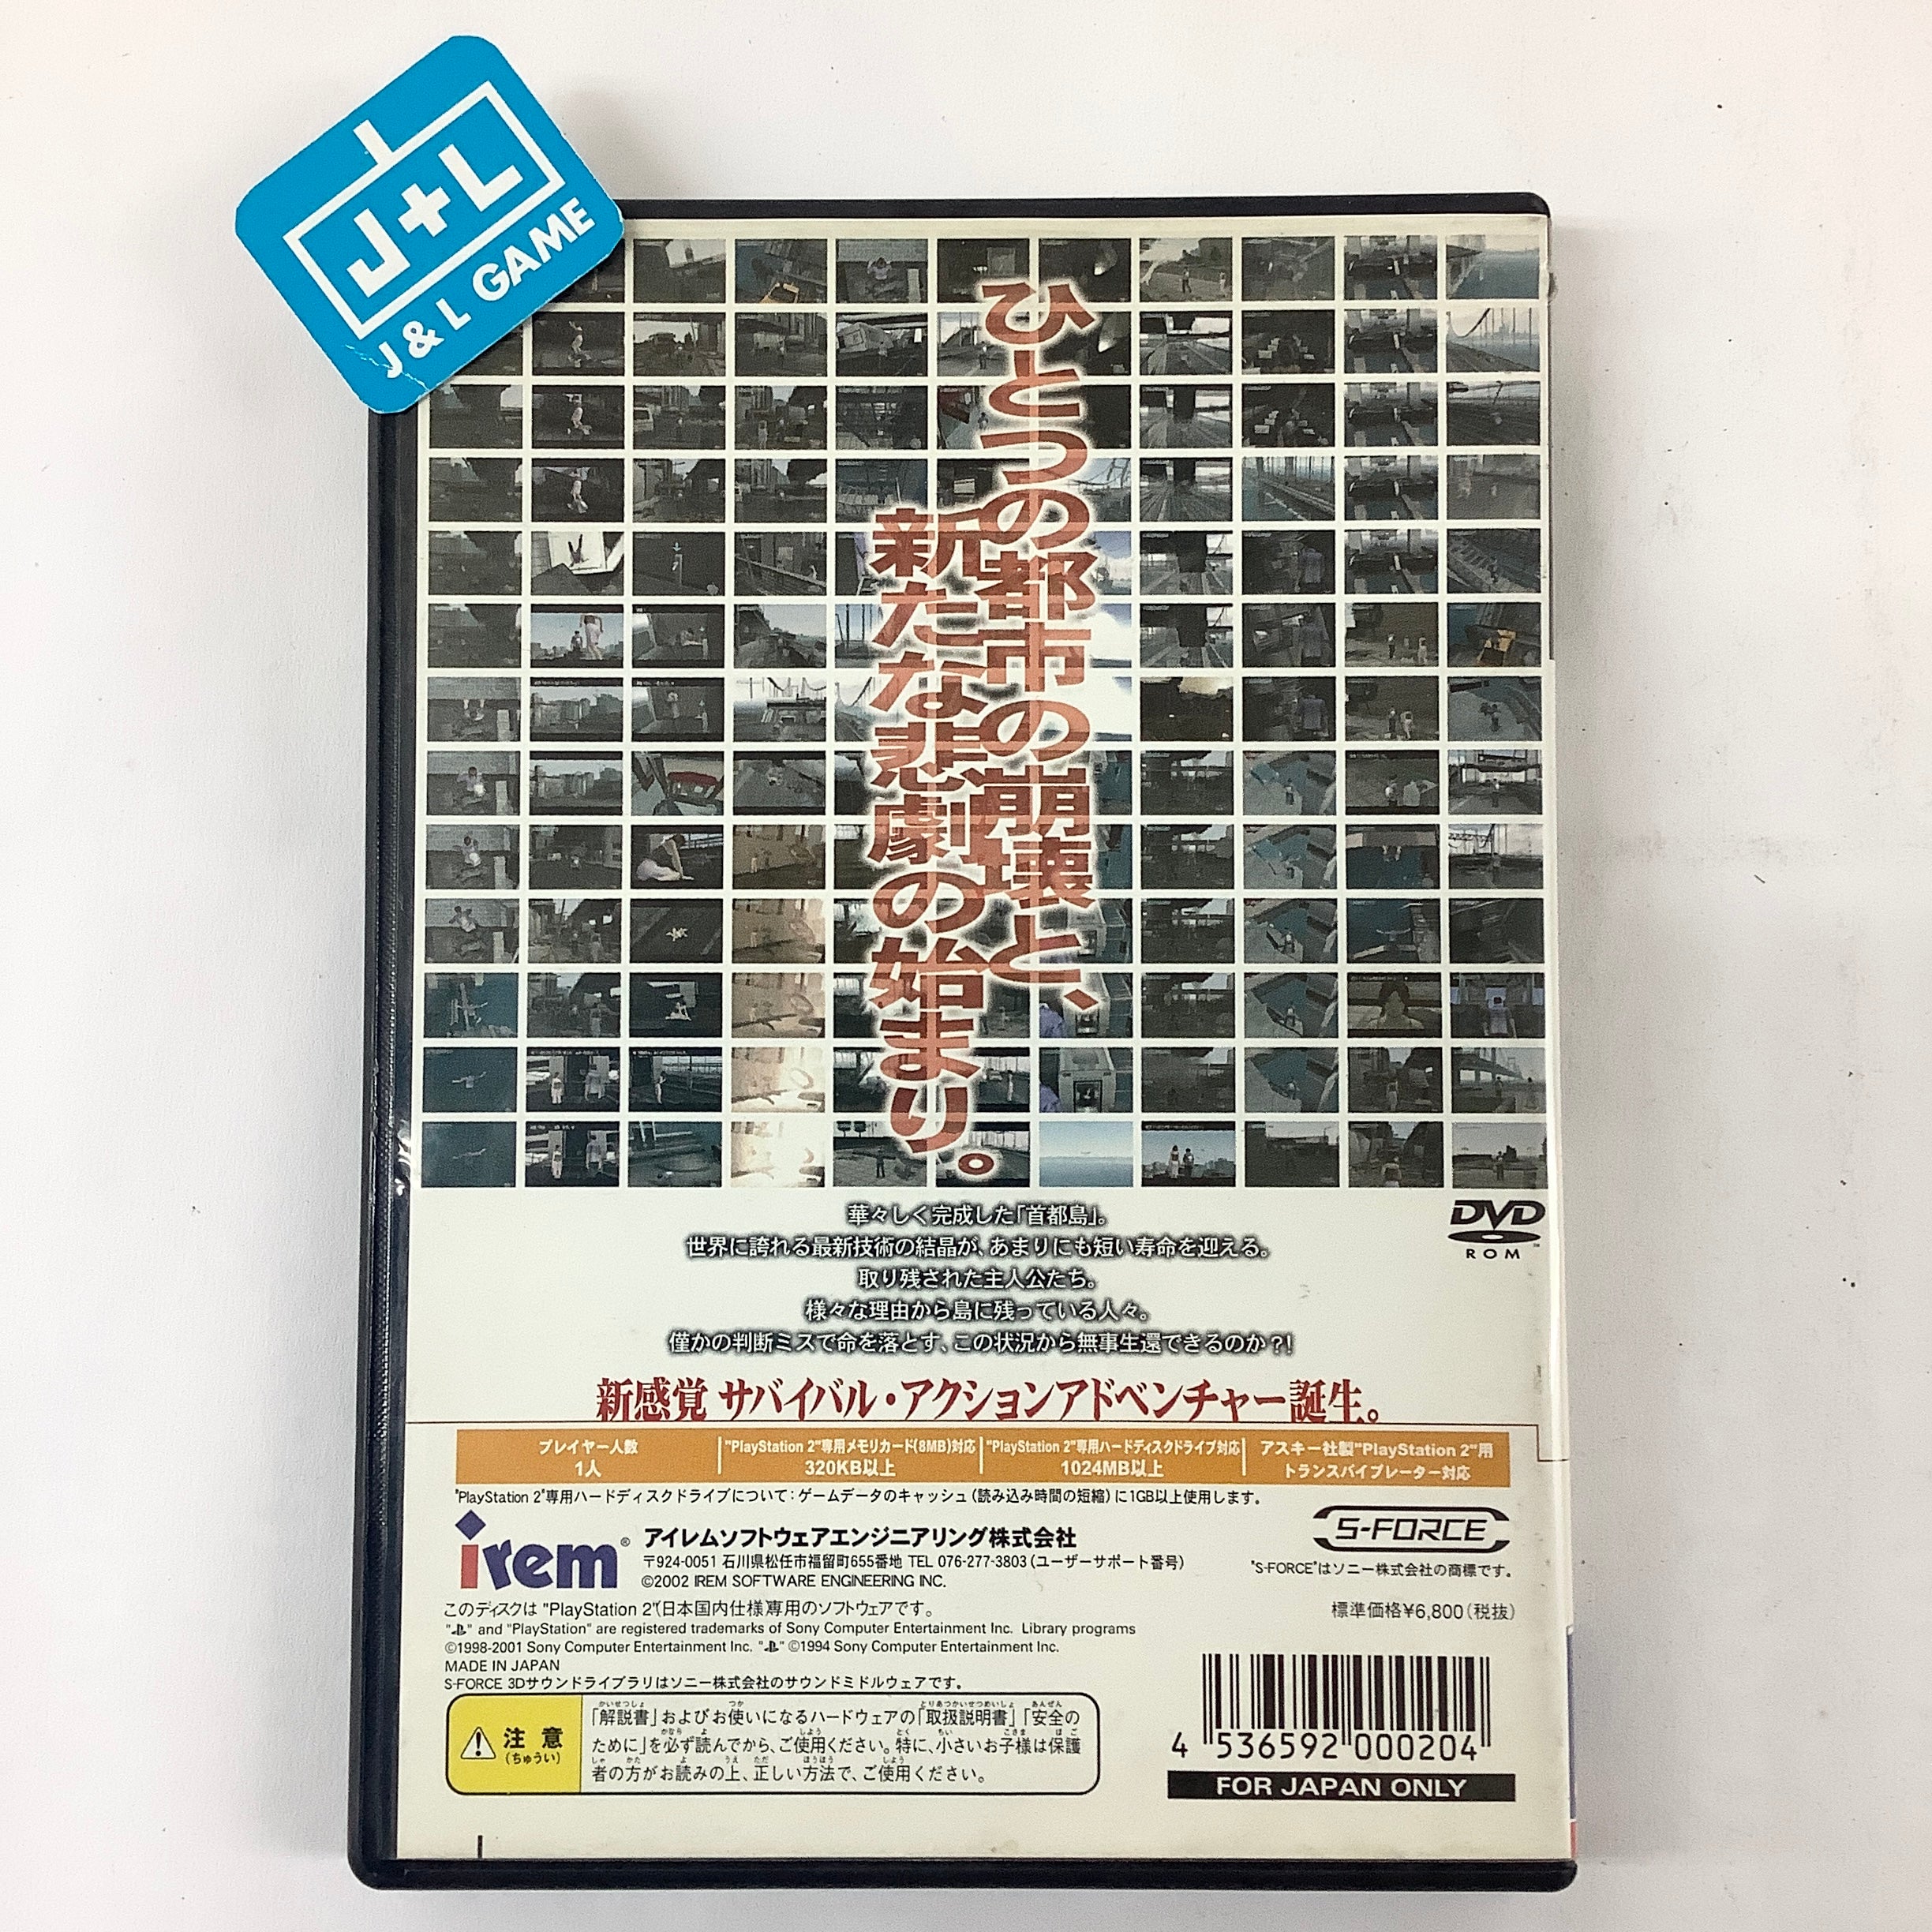 J+L
J & L GAME
ひとつの都市の崩壊と、
新たな悲劇の始まり。
華々しく完成した「首都島」。
世界に誇れる最新技術の結晶が、あまりにも短い寿命を迎える。
取り残された主人公たち。
様々な理由から島に残っている人々。
僅かの判断ミスで命を落とす、この状況から無事生還できるのか?!
DVD
ROM
新感覚 サバイバル・アクションアドベンチャー誕生。
プレイヤー人数
1人
"PlayStation 2"専用メモリカード(8MB)対応
320KB以上
"PlayStation 2"専用ハードディスクドライブ対応
1024MB以上
アスキー社製"PlayStation 2"用
トランスバイブレーター対応
"PlayStation 2"専用ハードディスクドライブについて:ゲームデータのキャッシュ(読み込み時間の短縮)に1GB以上使用します。
irem®
アイレムソフトウェアエンジニアリング株式会社
〒924-0051 石川県松任市福留町655番地 TEL 076-277-3803(ユーザーサポート番号)
©2002 IREM SOFTWARE ENGINEERING INC.
S-FORCE
"S-FORCE"はソニー株式会社の商標です。
このディスクは "PlayStation 2"(日本国内仕様)専用のソフトウェアです。
標準価格¥6,800(税抜)
" " and "PlayStation" are registered trademarks of Sony Computer Entertainment Inc. Library programs
©1998-2001 Sony Computer Entertainment Inc. " " ©1994 Sony Computer Entertainment Inc.
MADE IN JAPAN
S-FORCE 3Dサウンドライブラリはソニー株式会社のサウンドミドルウェアです。
注意
(ちゅうい)
「解説書」およびお使いになるハードウェアの「取扱説明書」「安全の
ために」を必ず読んでから、ご使用ください。特に、小さいお子様は保護
者の方がお読みの上、正しい方法で、ご使用ください。
4 536592 000204
FOR JAPAN ONLY